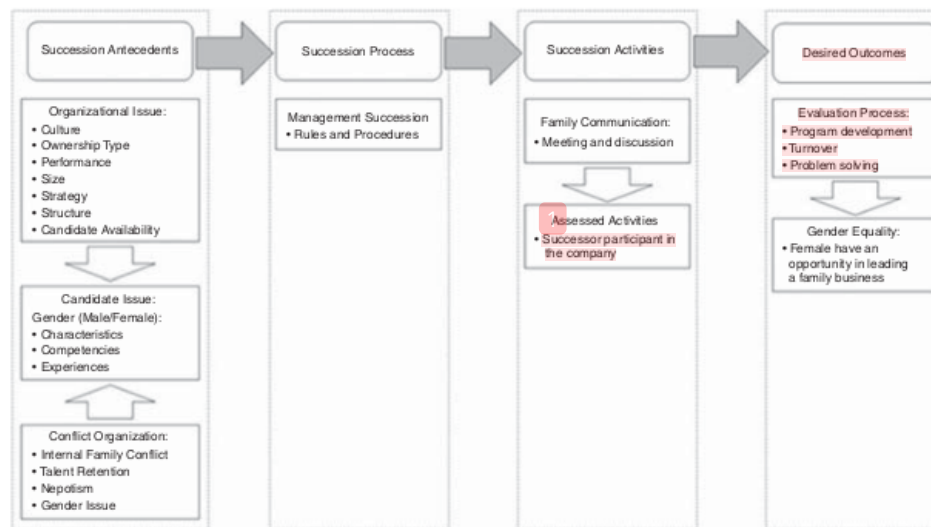 Succession Antecedents
Succession Process
Succession Activities
Desired Outcomes
Organizational Issue:
• Culture
• Ownership Type
• Performance
• Size
• Strategy
• Structure
• Candidate Availability
Candidate Issue:
Gender (Male/Female):
• Characteristics
• Competencies
• Experiences
Conflict Organization:
• Internal Family Conflict
• Talent Retention
• Nepotism
• Gender Issue
Management Succession
• Rules and Procedures
Family Communication:
• Meeting and discussion
Assessed Activities
• Successor participant in
the company
Evaluation Process:
• Program development
• Turnover
• Problem solving
Gender Equality:
• Female have an
opportunity in leading
a family business